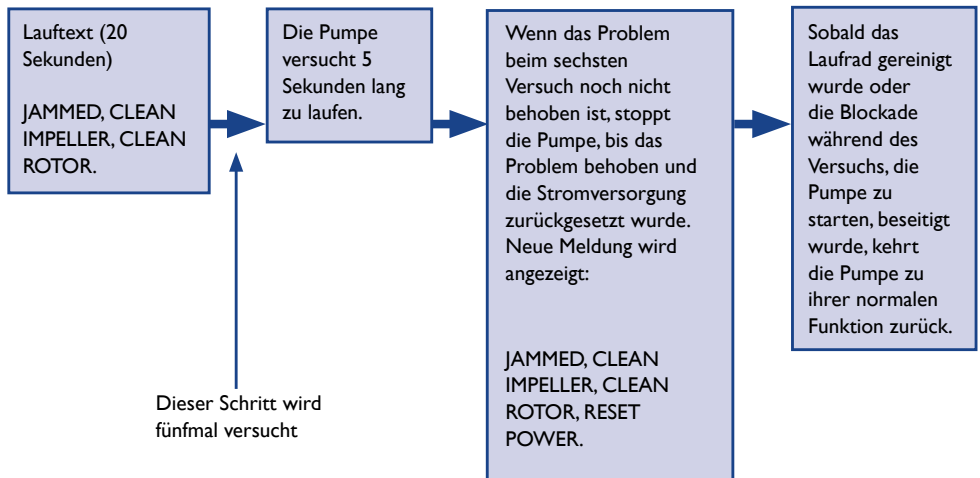 Lauftext (20
Sekunden)
JAMMED, CLEAN
IMPELLER, CLEAN
ROTOR.
Die Pumpe
versucht 5
Sekunden lang
zu laufen.
Wenn das Problem
beim sechsten
Versuch noch nicht
behoben ist, stoppt
die Pumpe, bis das
Problem behoben und
die Stromversorgung
zurückgesetzt wurde.
Neue Meldung wird
angezeigt:
JAMMED, CLEAN
IMPELLER, CLEAN
ROTOR, RESET
POWER.
Sobald das
Laufrad gereinigt
wurde oder
die Blockade
während des
Versuchs, die
Pumpe zu
starten, beseitigt
wurde, kehrt
die Pumpe zu
ihrer normalen
Funktion zurück.
Dieser Schritt wird
fünfmal versucht